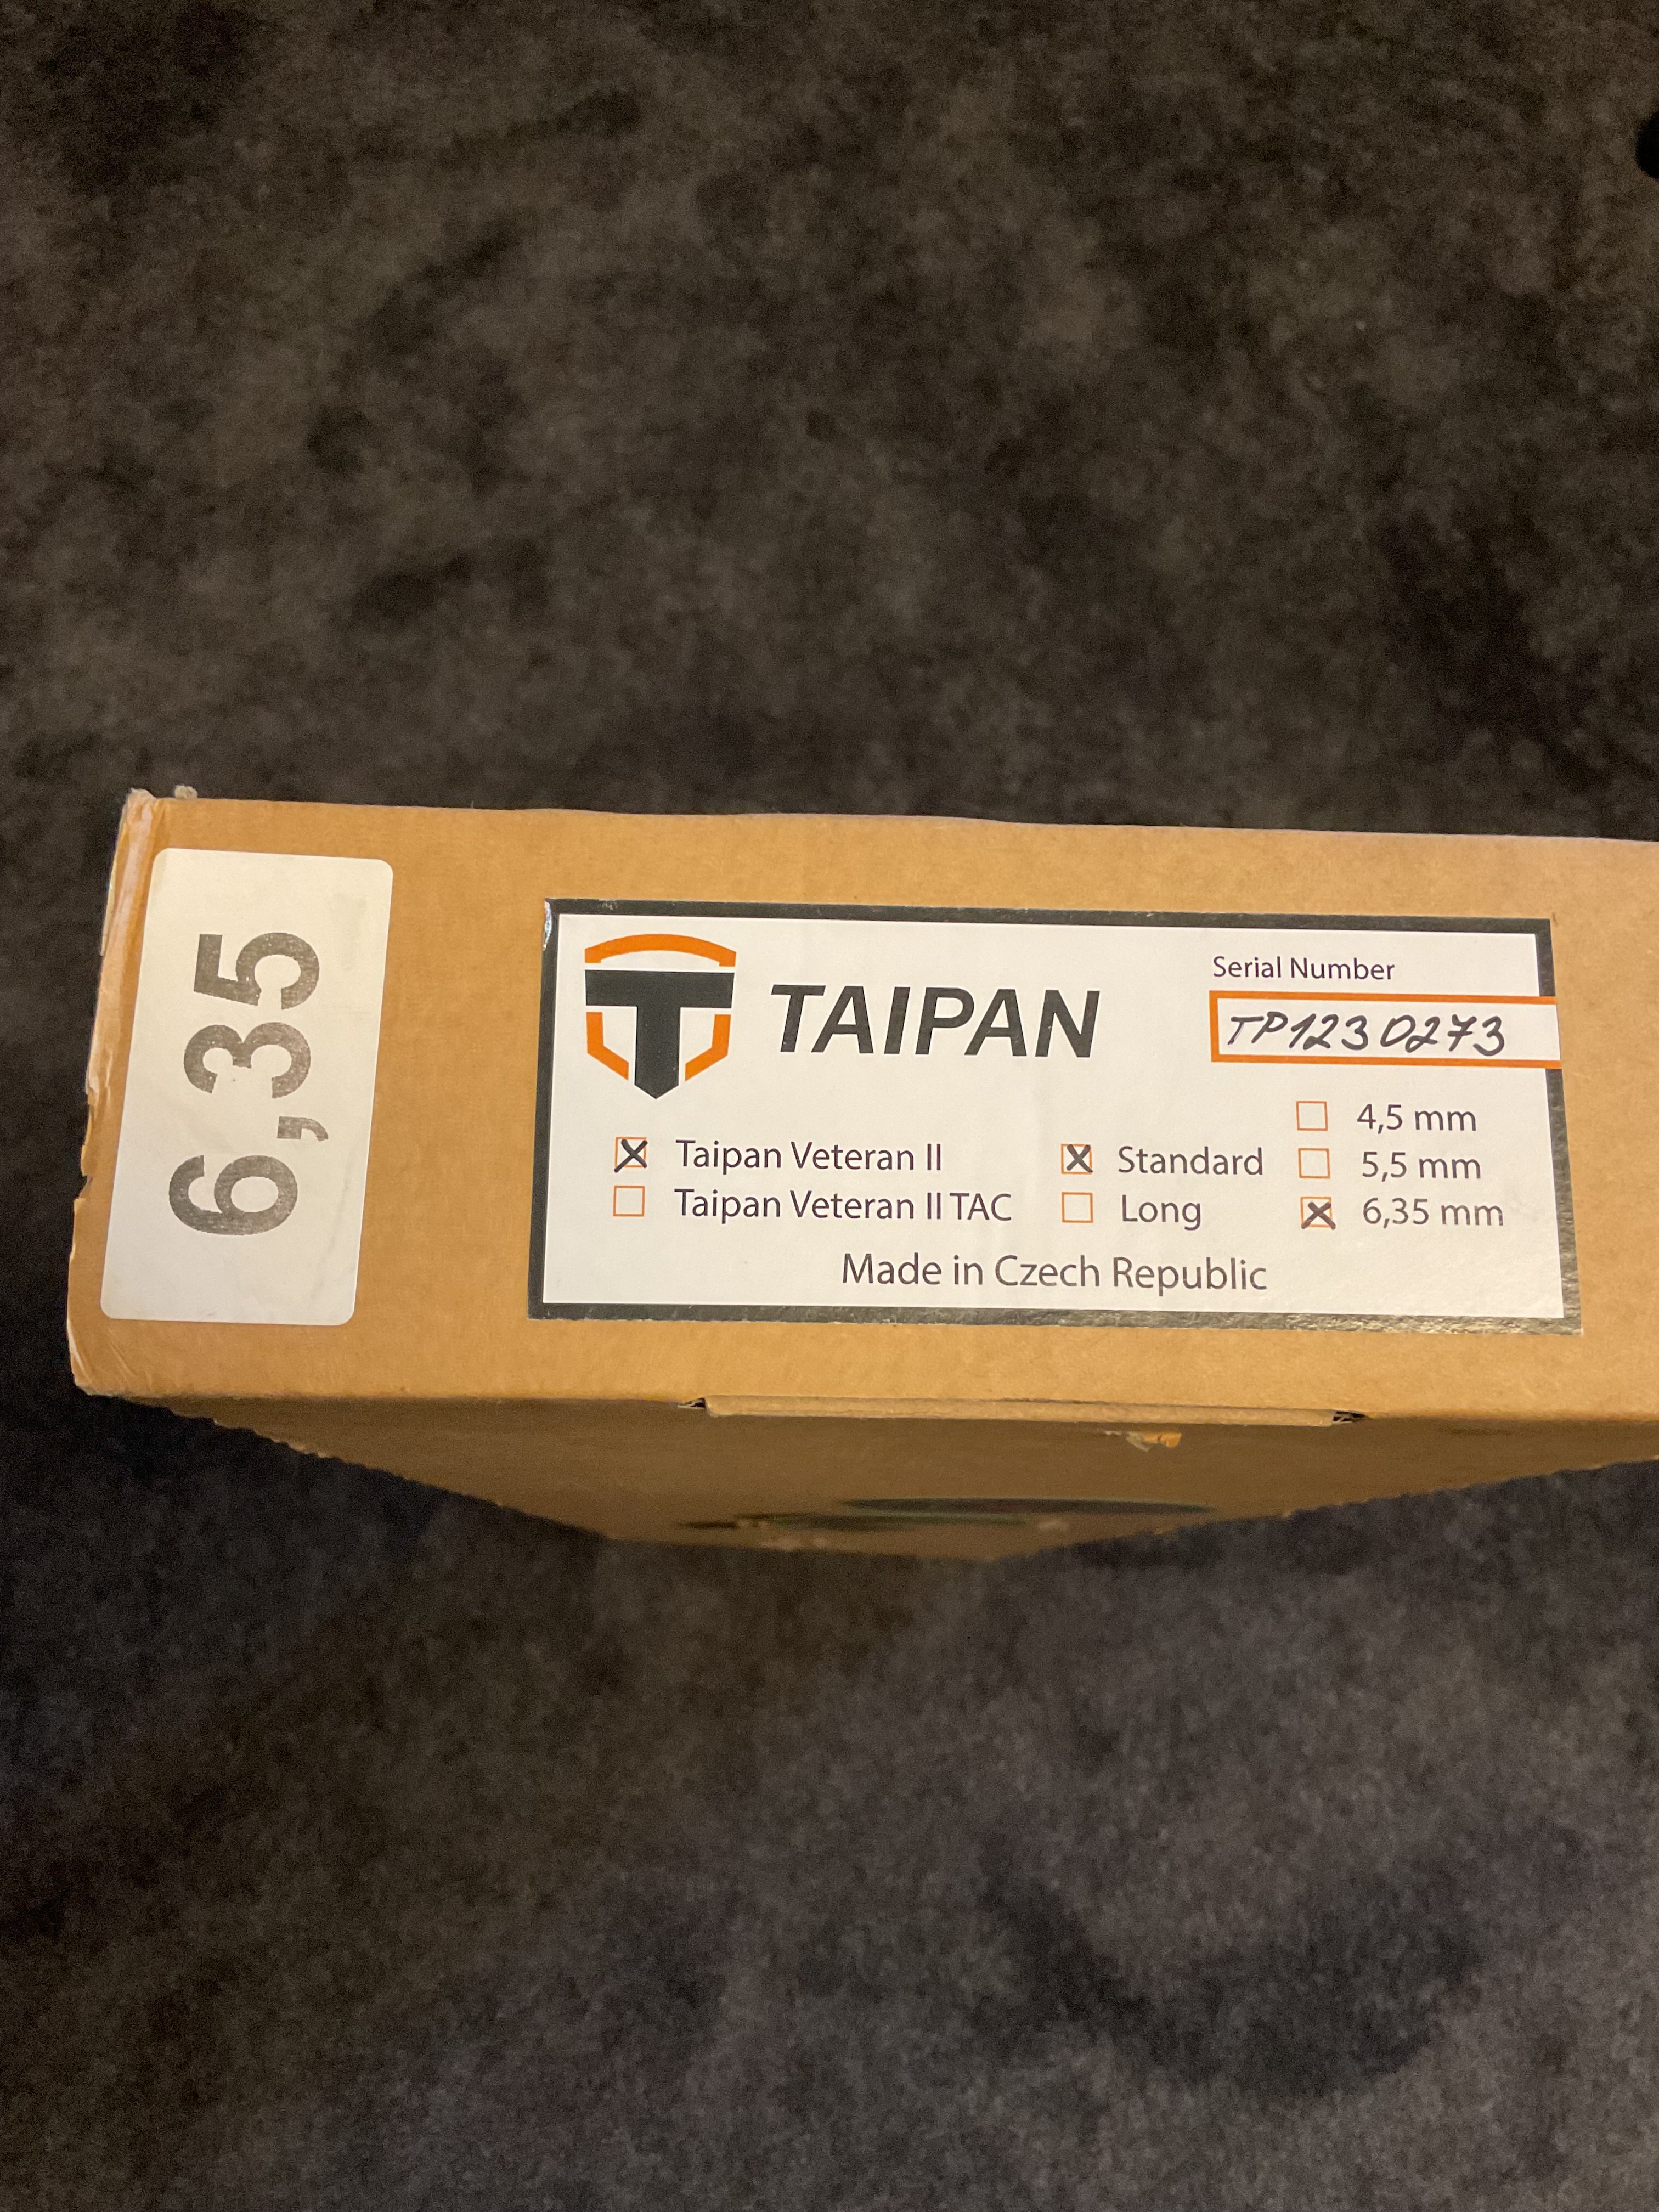 6,35
TAIPAN
Serial Number
TP1230273
Taipan Veteran II
Taipan Veteran II TAC
Standard
Long
4,5 mm
5,5 mm
6,35 mm
Made in Czech Republic